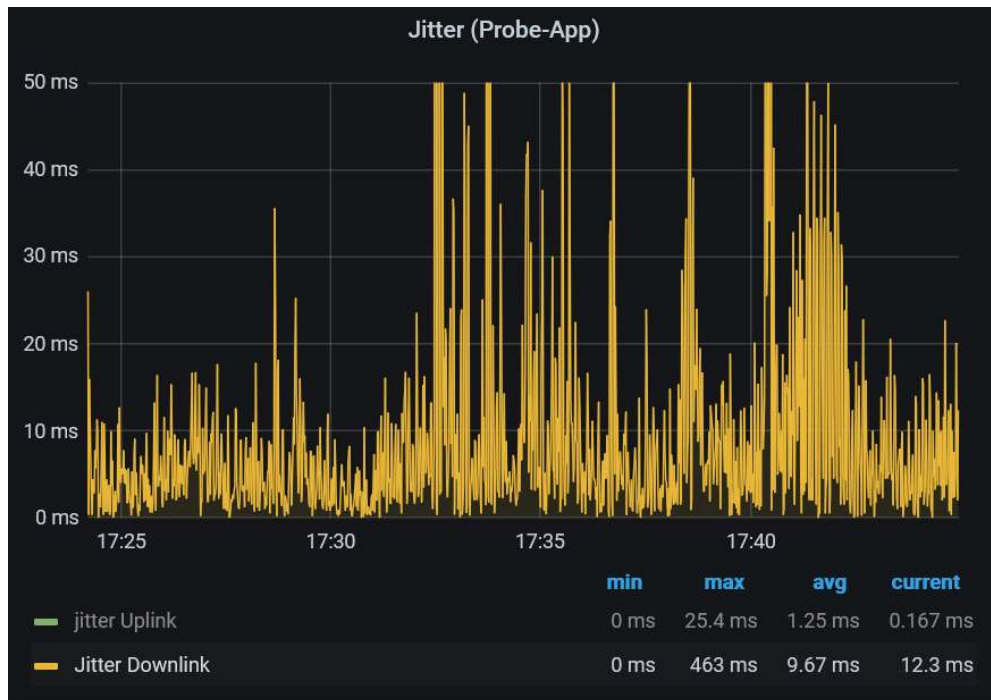 Jitter (Probe-App)
50 ms
40 ms
30 ms
20 ms
10 ms
0 ms
17:25 17:30 17:35 17:40
min max avg current
jitter Uplink 0 ms 25.4 ms 1.25 ms 0.167 ms
Jitter Downlink 0 ms 463 ms 9.67 ms 12.3 ms